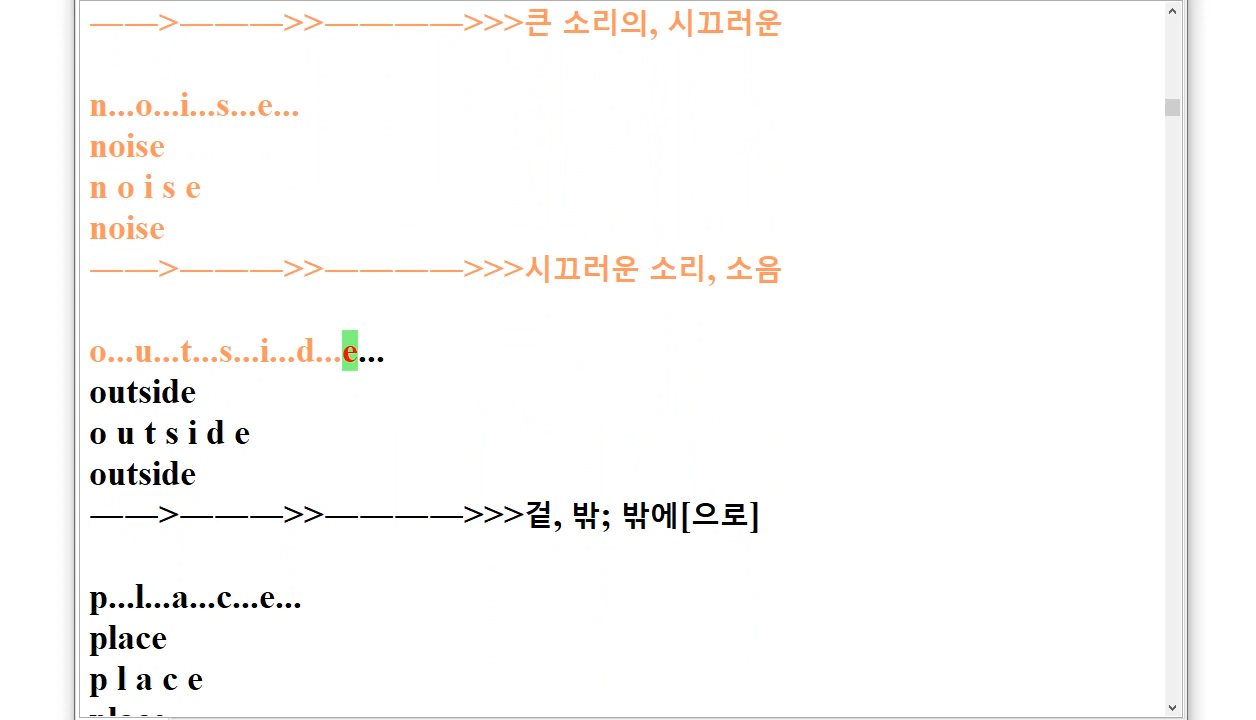 ——>———>>————>>>큰 소리의, 시끄러운
n...o...i...s...e...
noise
n o i s e
noise
——>———>>————>>>시끄러운 소리, 소음
o...u...t...s...i...d...e...
outside
o u t s i d e
outside
——>———>>————>>>겉, 밖; 밖에[으로]
p...l...a...c...e...
place
p l a c e
place